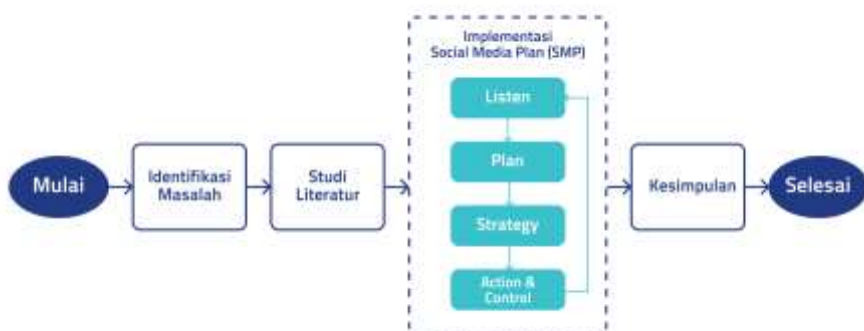 Mulai
Identifikasi
Masalah
Studi
Literatur
Implementasi
Social Media Plan (SMP)
Listen
Plan
Strategy
Action &
Control
Kesimpulan
Selesai